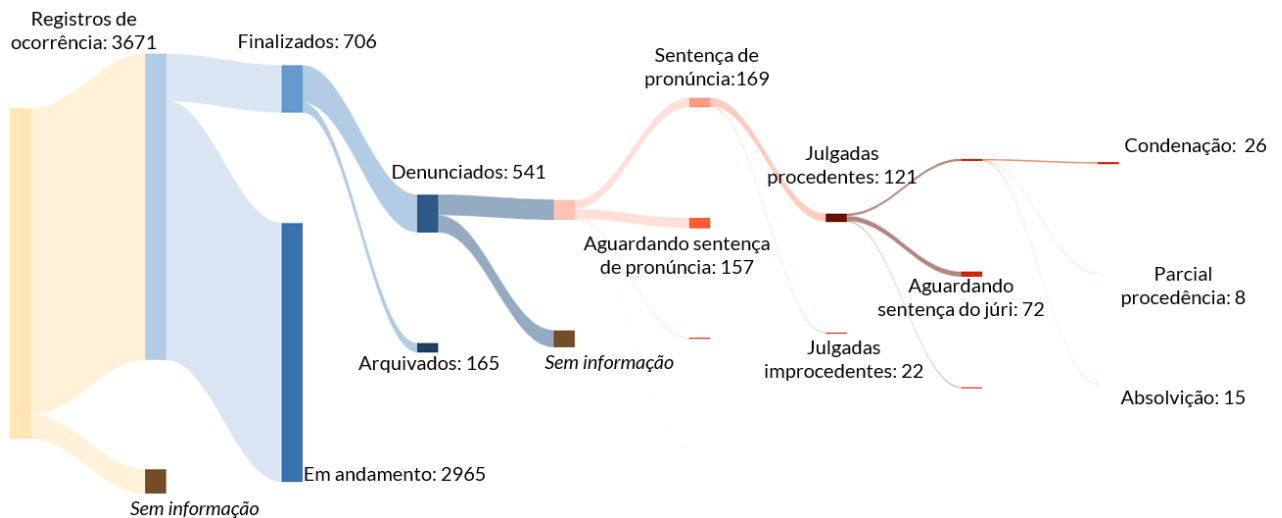 Registros de
ocorrência: 3671
Finalizados: 706
Sentença de
pronúncia:169
Denunciados: 541
Julgadas
procedentes: 121
Condenação: 26
Aguardando sentença
de pronúncia: 157
Aguardando
sentença do júri: 72
Parcial
procedência: 8
Arquivados: 165
Sem informação
Julgadas
improcedentes: 22
Absolvição: 15
Em andamento: 2965
Sem informação